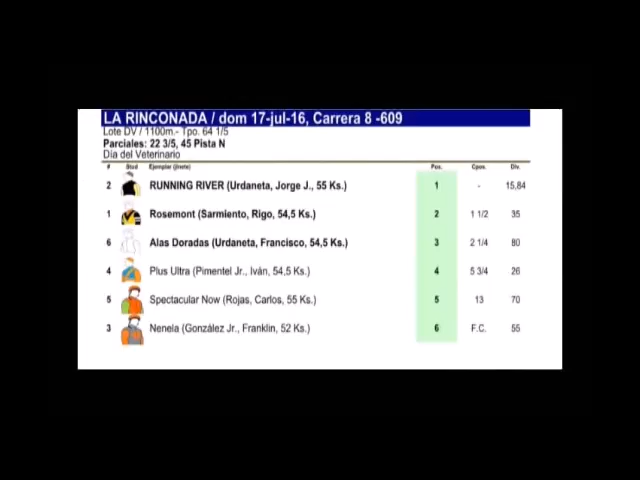 LA RINCONADA / dom 17-jul-16, Carrera 8 -609
Lote DV / 1100m.- Tpo. 64 1/5
Parciales: 22 3/5, 45 Pista N
Día del Veterinario
# Stud Ejemplar (jinete) Pos. Cpos. Div.
2 RUNNING RIVER (Urdaneta, Jorge J., 55 Ks.) 1 - 15,84
1 Rosemont (Sarmiento, Rigo, 54,5 Ks.) 2 1 1/2 35
6 Alas Doradas (Urdaneta, Francisco, 54,5 Ks.) 3 2 1/4 80
4 Plus Ultra (Pimentel Jr., Iván, 54,5 Ks.) 4 5 3/4 26
5 Spectacular Now (Rojas, Carlos, 55 Ks.) 5 13 70
3 Nenela (González Jr., Franklin, 52 Ks.) 6 F.C. 55